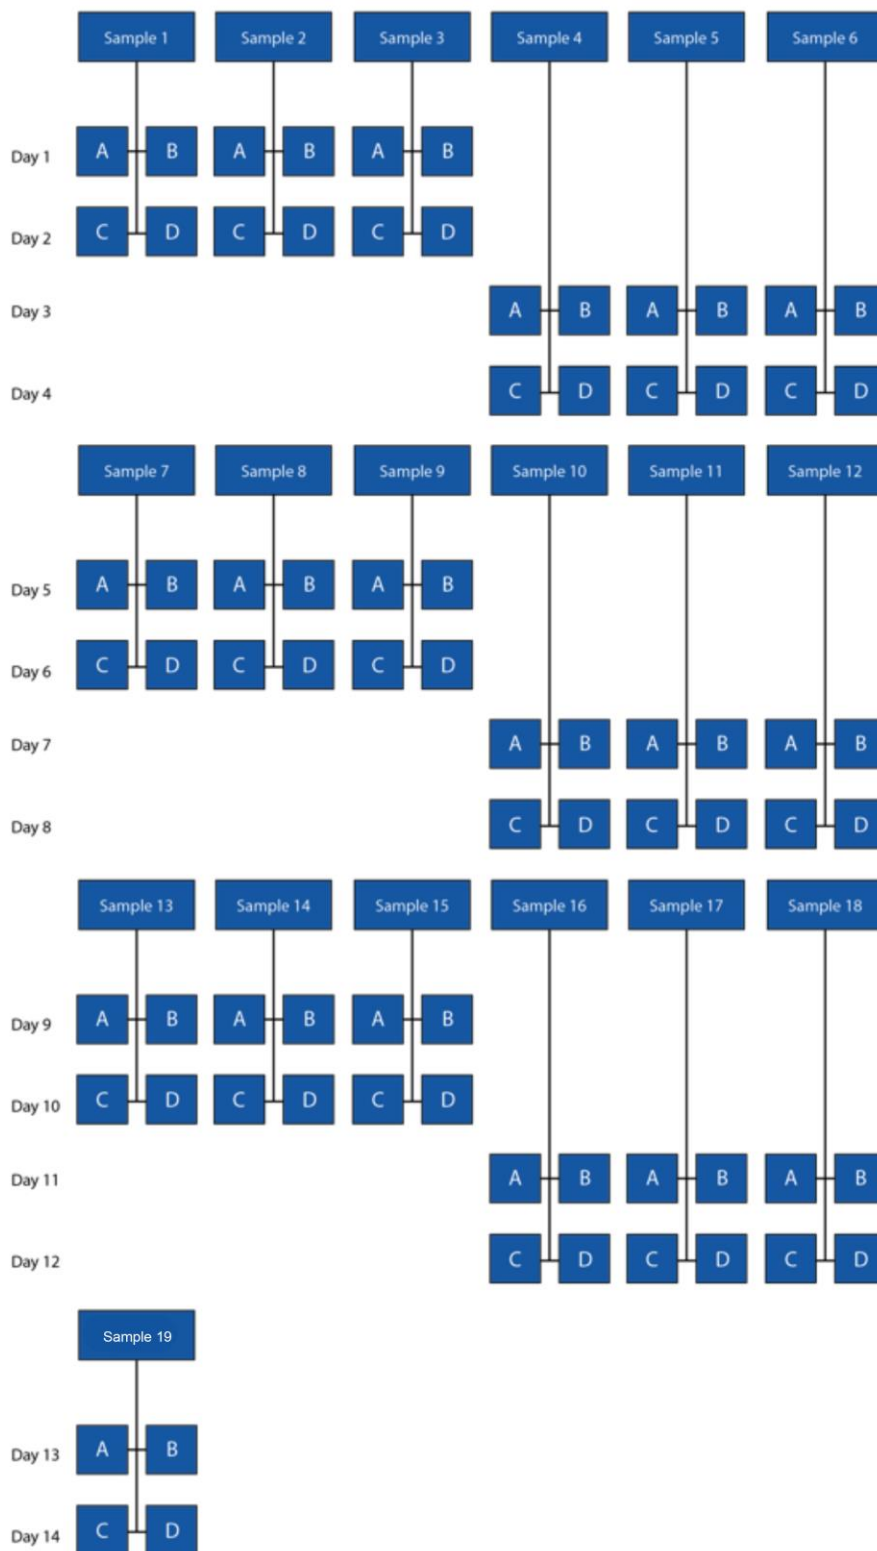 Sample 1 Sample 2 Sample 3 Sample 4 Sample 5 Sample 6
Day 1 A B A B A B
Day 2 C D C D C D
Day 3 A B A B A B
Day 4 C D C D C D
Sample 7 Sample 8 Sample 9 Sample 10 Sample 11 Sample 12
Day 5 A B A B A B
Day 6 C D C D C D
Day 7 A B A B A B
Day 8 C D C D C D
Sample 13 Sample 14 Sample 15 Sample 16 Sample 17 Sample 18
Day 9 A B A B A B
Day 10 C D C D C D
Day 11 A B A B A B
Day 12 C D C D C D
Sample 19
Day 13 A B
Day 14 C D